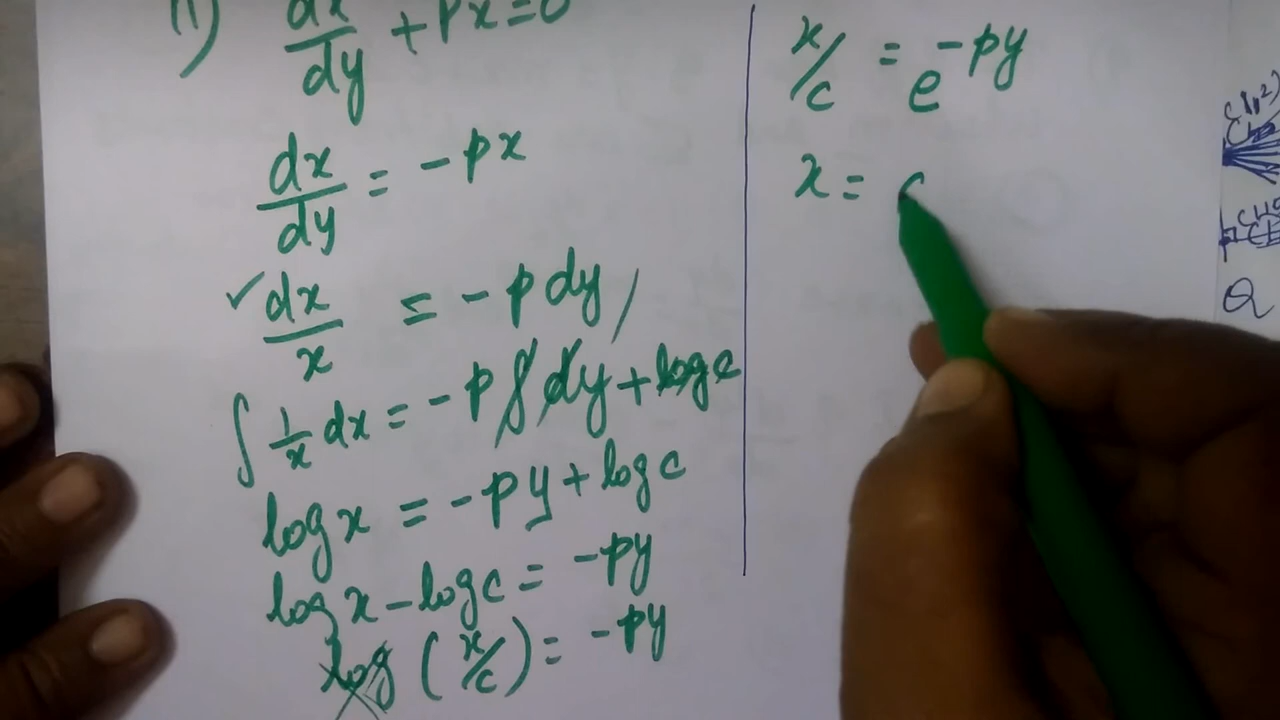 (1) dx/dy + Px = 0
dx/dy = -px
✓ dx/x = -p dy /
∫ 1/x dx = -p ∫ dy + log c
log x = -py + log c
log x - log c = -py
log (x/c) = -py
x/c = e^-py
x = c
Q